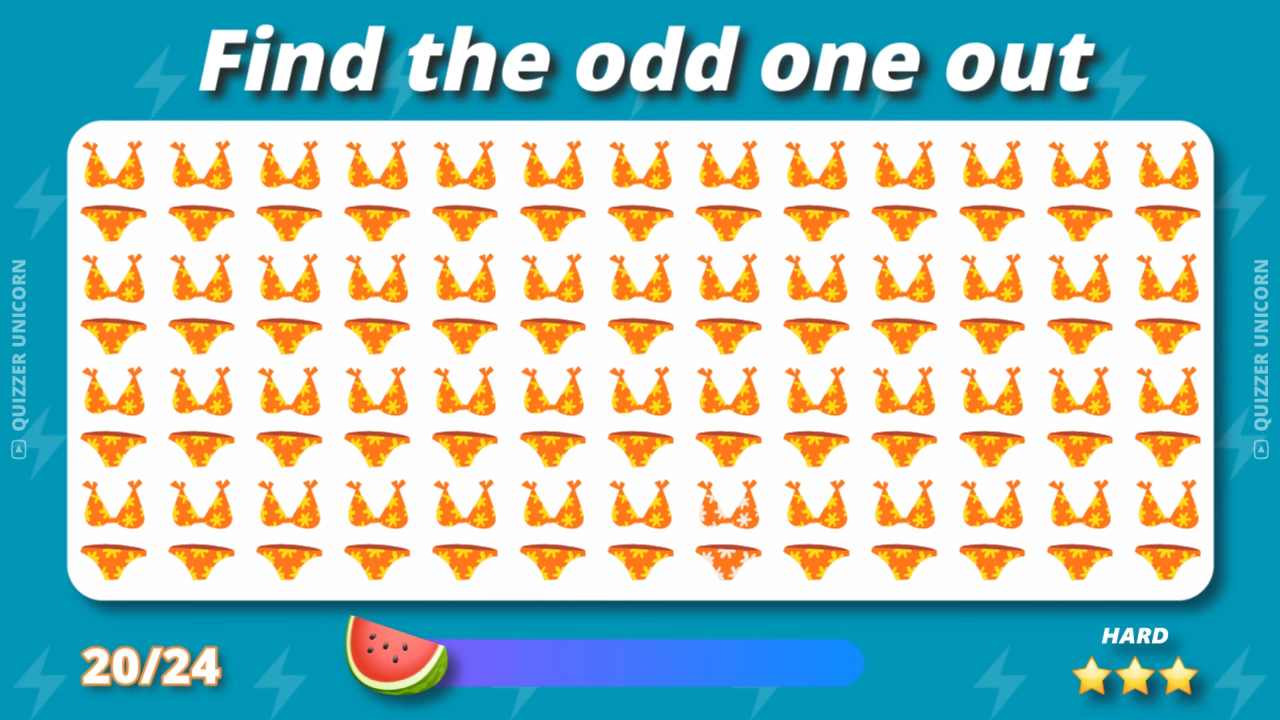 Find the odd one out
QUIZZER UNICORN
QUIZZER UNICORN
20/24
HARD